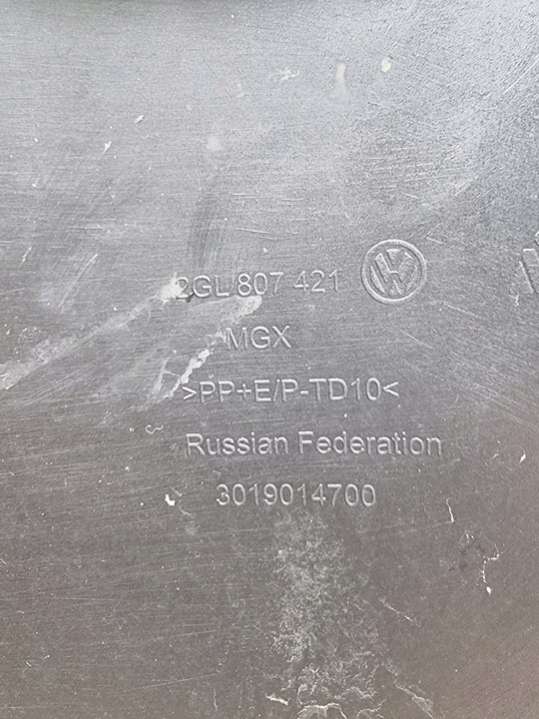 2GL 807 421
MGX
>PP+E/P-TD10<
Russian Federation
3019014700